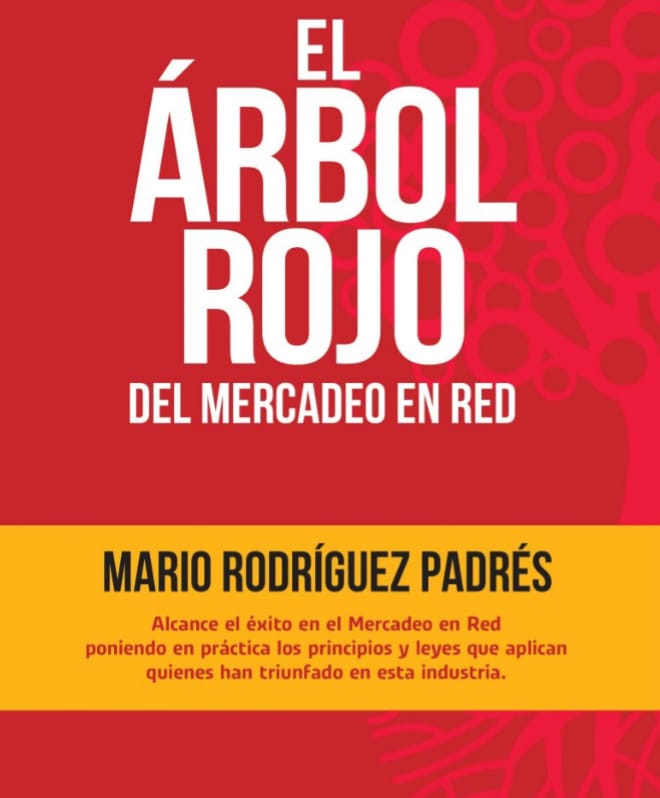 EL
ÁRBOL
ROJO
DEL MERCADEO EN RED
MARIO RODRÍGUEZ PADRÉS
Alcance el éxito en el Mercadeo en Red
poniendo en práctica los principios y leyes que aplican
quienes han triunfado en esta industria.